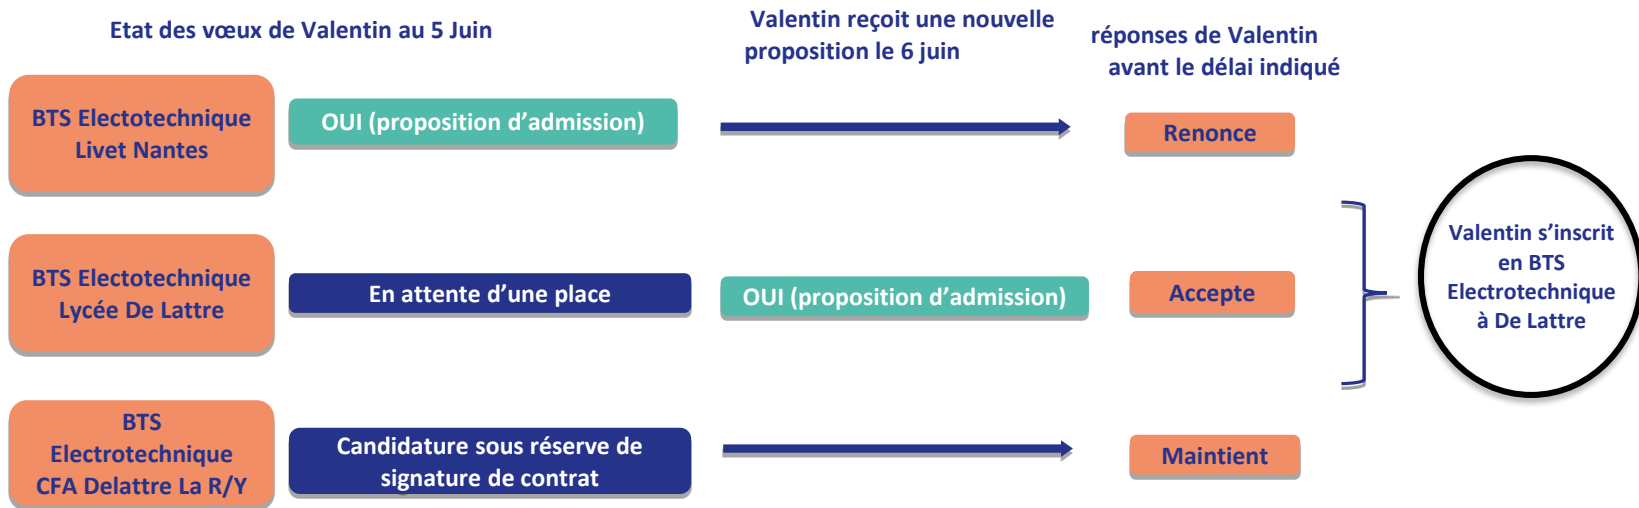 Etat des vœux de Valentin au 5 Juin
Valentin reçoit une nouvelle
proposition le 6 juin
réponses de Valentin
avant le délai indiqué
BTS Electotechnique
Livet Nantes
OUI (proposition d’admission)
Renonce
BTS Electotechnique
Lycée De Lattre
En attente d’une place
OUI (proposition d’admission)
Accepte
Valentin s’inscrit
en BTS
Electrotechnique
à De Lattre
BTS
Electrotechnique
CFA Delattre La R/Y
Candidature sous réserve de
signature de contrat
Maintient